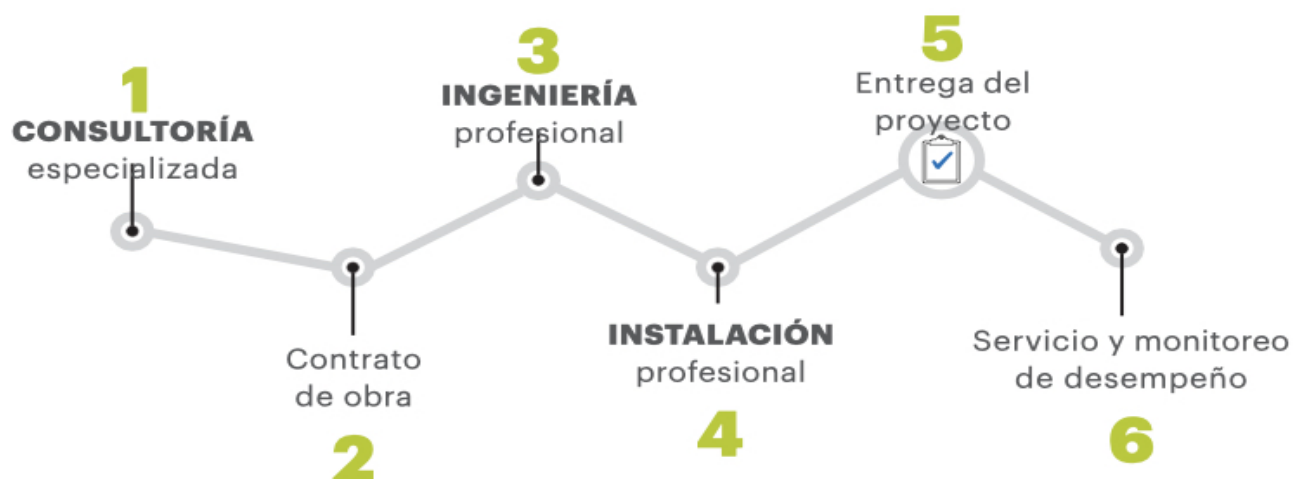 1
CONSULTORÍA
especializada
Contrato
de obra
2
3
INGENIERÍA
profesional
INSTALACIÓN
profesional
4
5
Entrega del
proyecto
Servicio y monitoreo
de desempeño
6